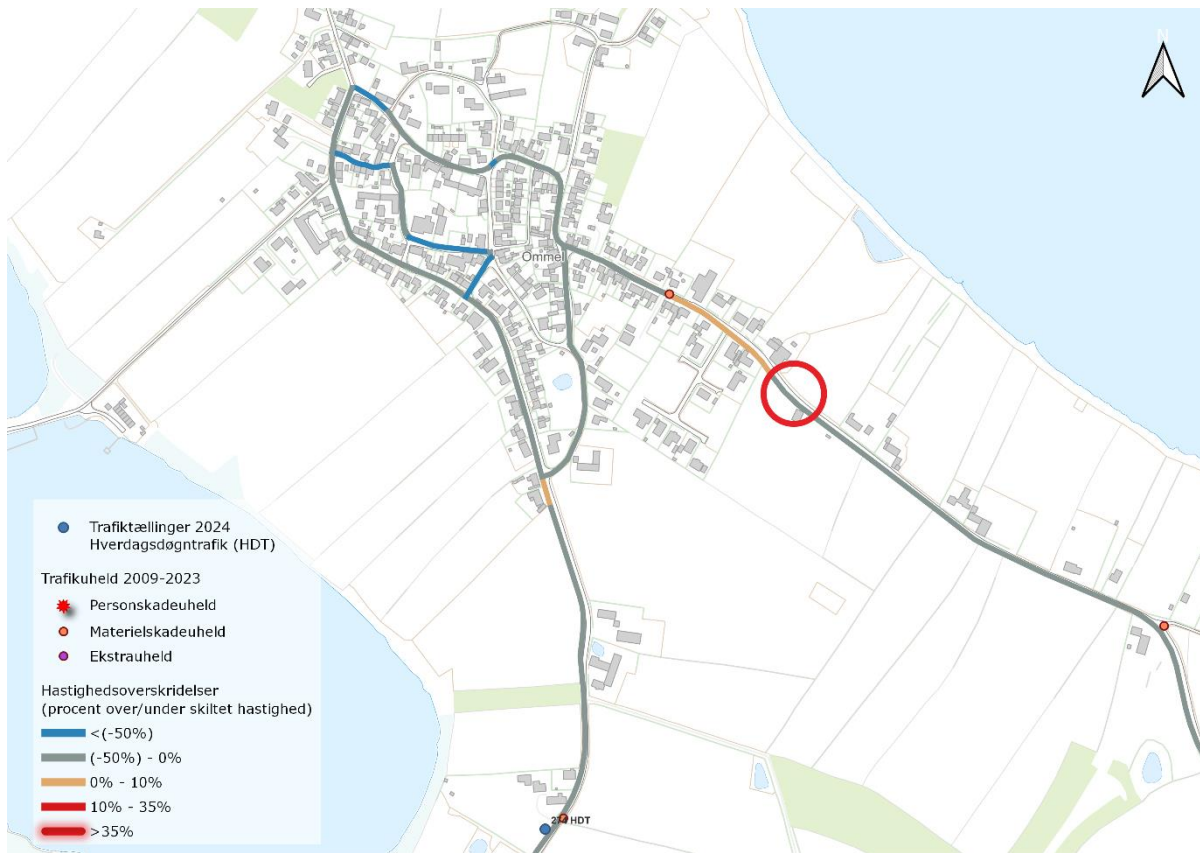 N
Ommel
Trafiktællinger 2024
Hverdagsdøgntrafik (HDT)
Trafikuheld 2009-2023
Personskadeuheld
Materielskadeuheld
Ekstrauheld
Hastighedsoverskridelser
(procent over/under skiltet hastighed)
<(-50%)
(-50%) - 0%
0% - 10%
10% - 35%
>35%
HDT